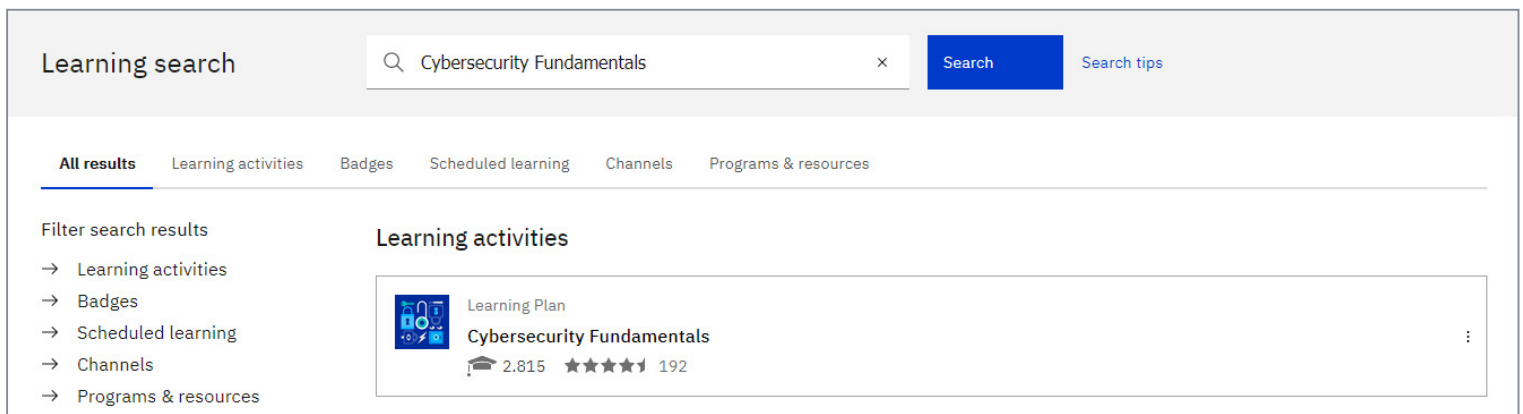 Learning search
Cybersecurity Fundamentals
×
Search
Search tips
All results
Learning activities
Badges
Scheduled learning
Channels
Programs & resources
Filter search results
→ Learning activities
→ Badges
→ Scheduled learning
→ Channels
→ Programs & resources
Learning activities
Learning Plan
Cybersecurity Fundamentals
2.815
192